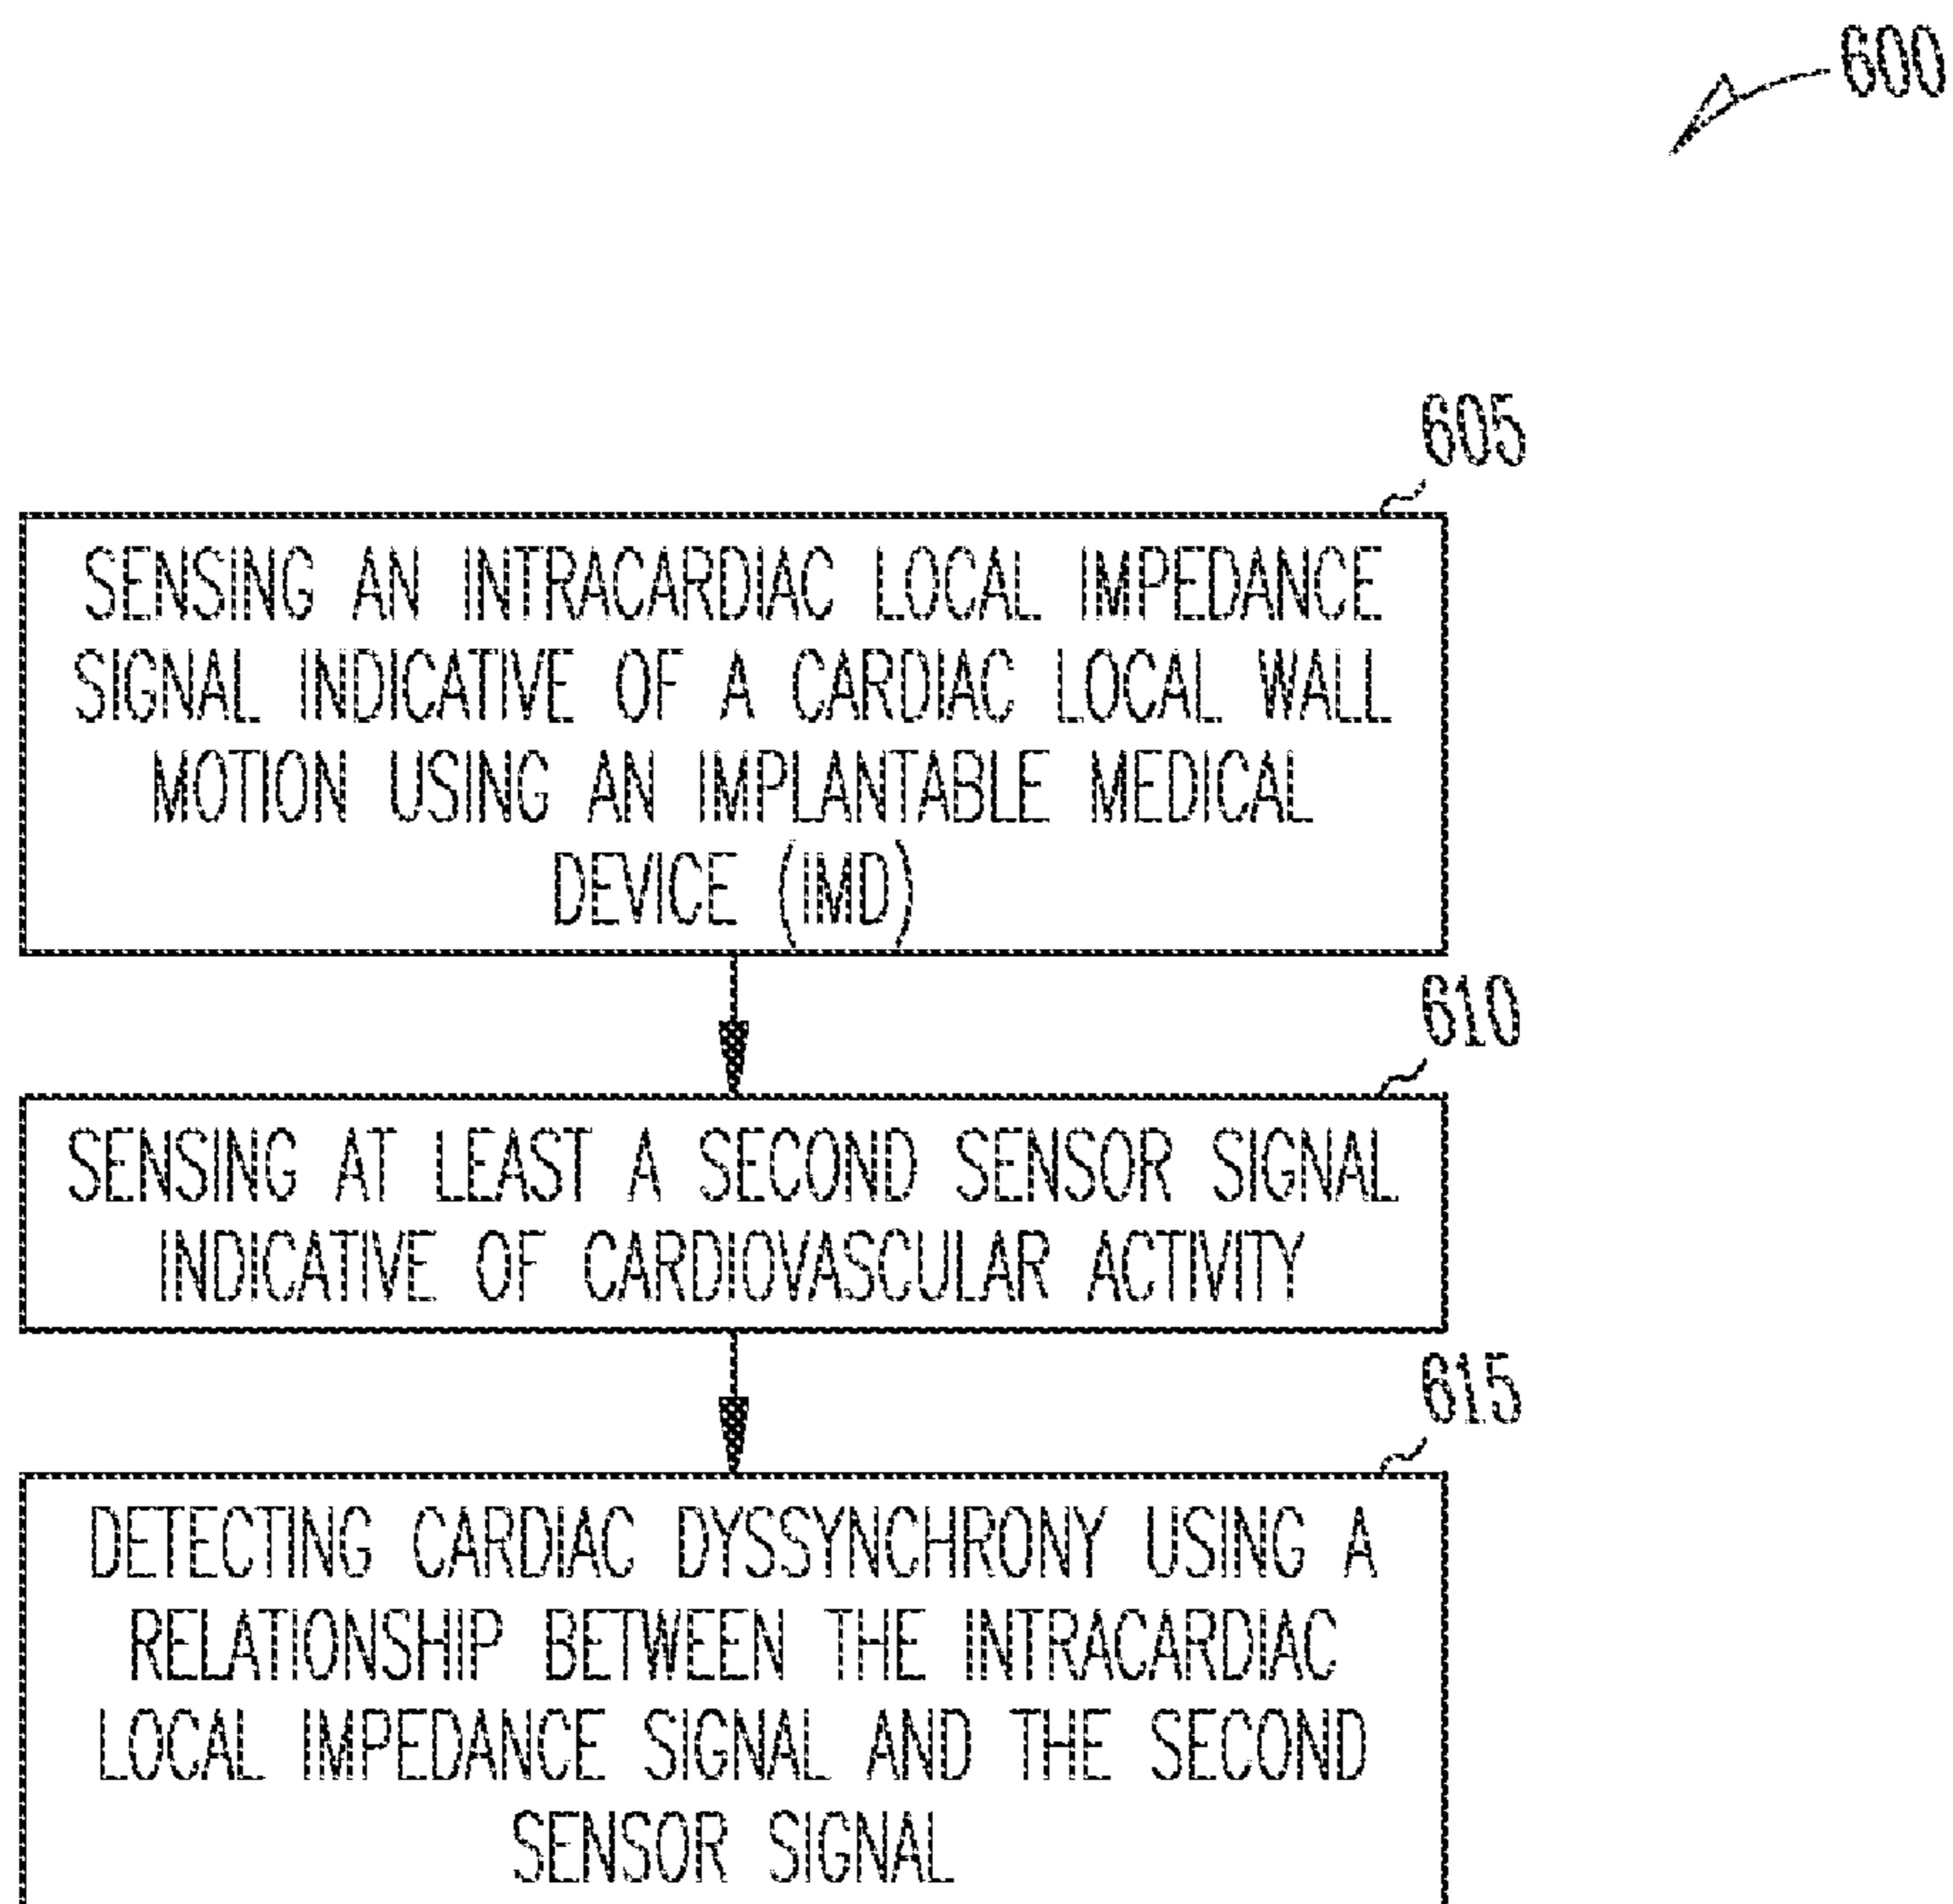 600
605
SENSING AN INTRACARDIAC LOCAL IMPEDANCE
SIGNAL INDICATIVE OF A CARDIAC LOCAL WALL
MOTION USING AN IMPLANTABLE MEDICAL
DEVICE (IMD)
610
SENSING AT LEAST A SECOND SENSOR SIGNAL
INDICATIVE OF CARDIOVASCULAR ACTIVITY
615
DETECTING CARDIAC DYSSYNCHRONY USING A
RELATIONSHIP BETWEEN THE INTRACARDIAC
LOCAL IMPEDANCE SIGNAL AND THE SECOND
SENSOR SIGNAL